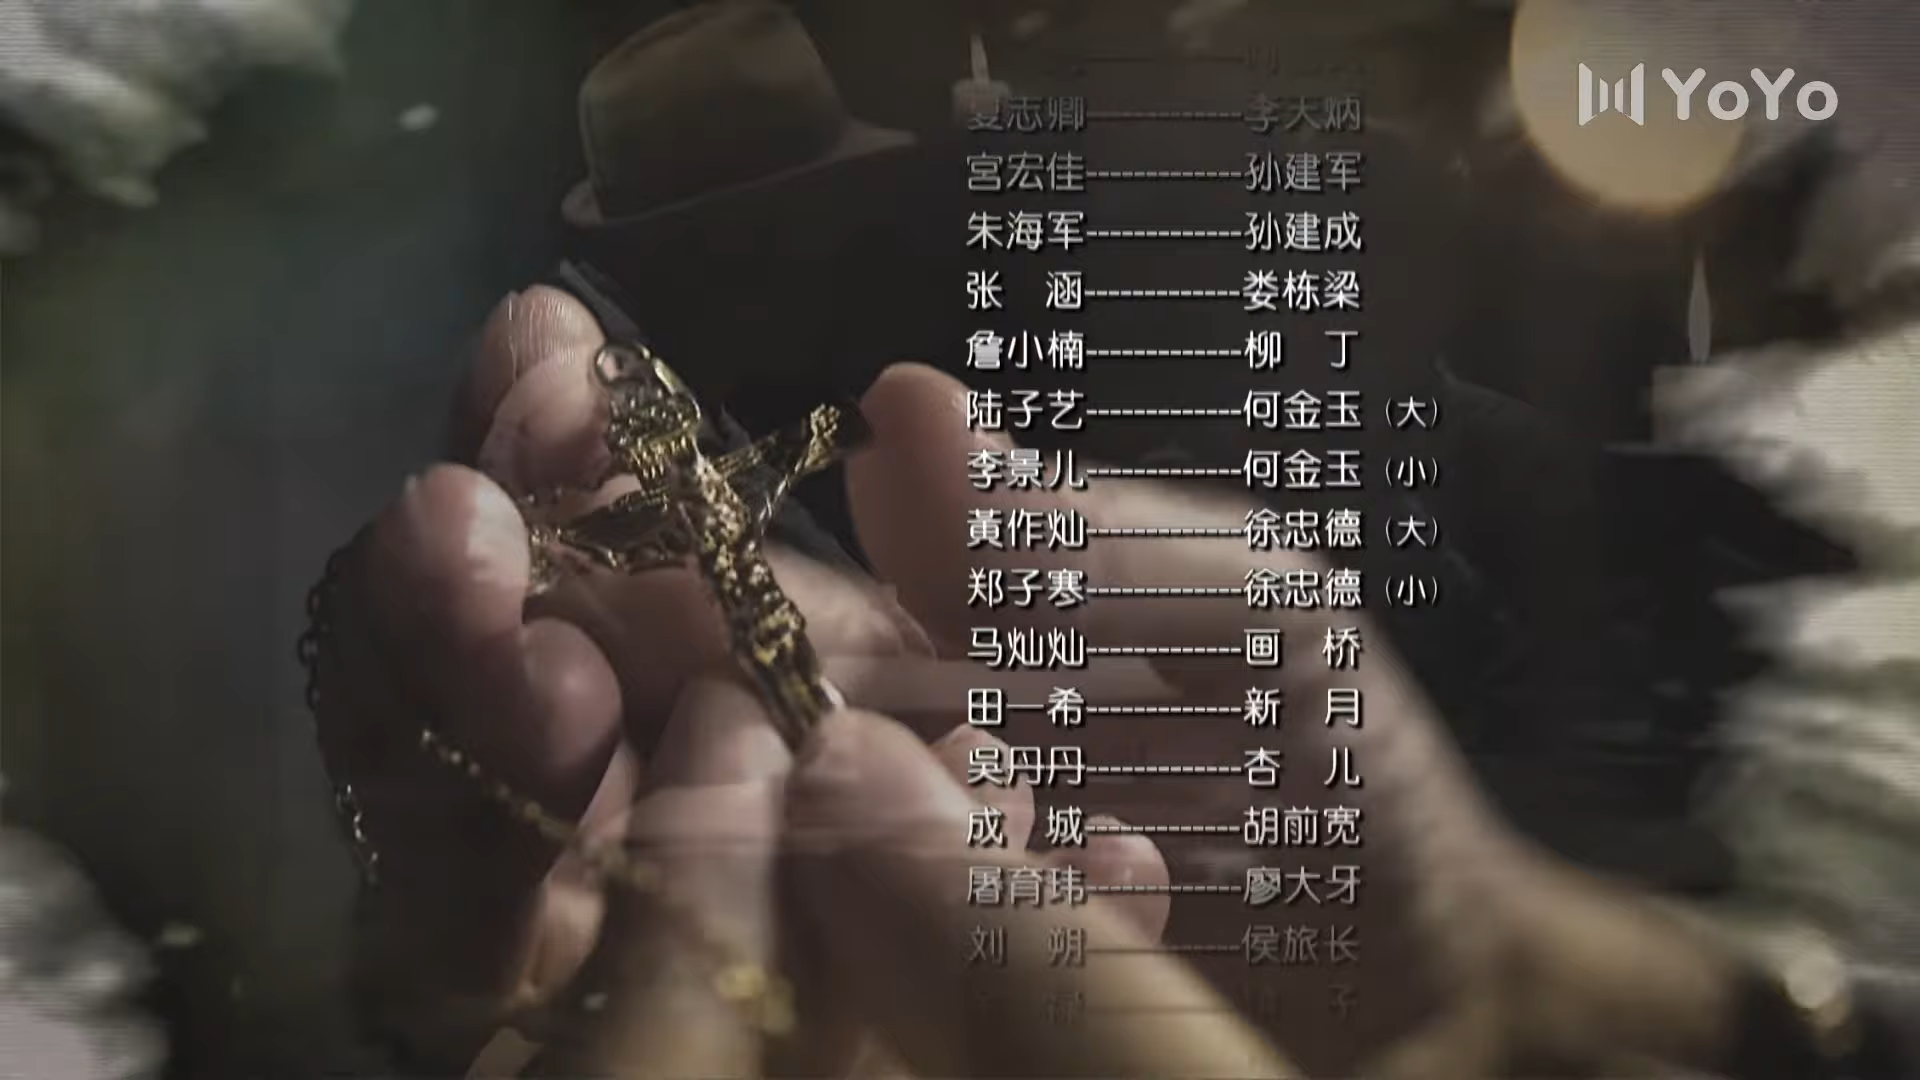 YoYo
夏志卿-------------李天炳
宫宏佳-------------孙建军
朱海军-------------孙建成
张　涵-------------娄栋梁
詹小楠-------------柳　丁
陆子艺-------------何金玉（大）
李景儿-------------何金玉（小）
黄作灿-------------徐忠德（大）
郑子寒-------------徐忠德（小）
马灿灿-------------画　桥
田一希-------------新　月
吴丹丹-------------杏　儿
成　城-------------胡前宽
屠育玮-------------廖大牙
刘　朔-------------侯旅长